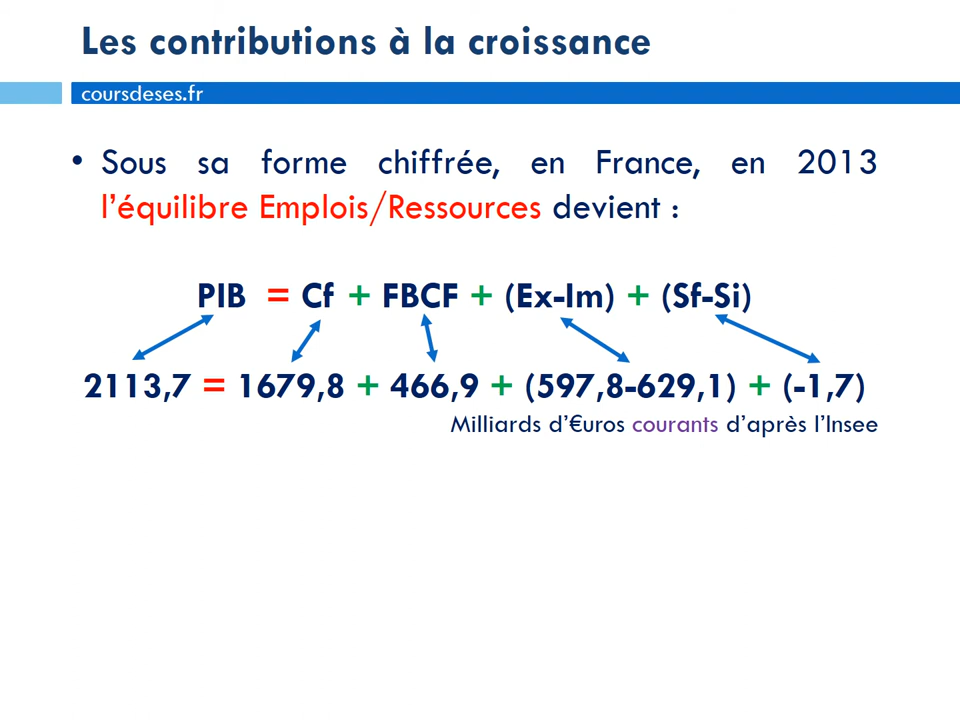 Les contributions à la croissance
coursdeses.fr
• Sous sa forme chiffrée, en France, en 2013
l'équilibre Emplois/Ressources devient :
PIB = Cf + FBCF + (Ex-Im) + (Sf-Si)
2113,7 = 1679,8 + 466,9 + (597,8-629,1) + (-1,7)
Milliards d'€uros courants d'après l'Insee